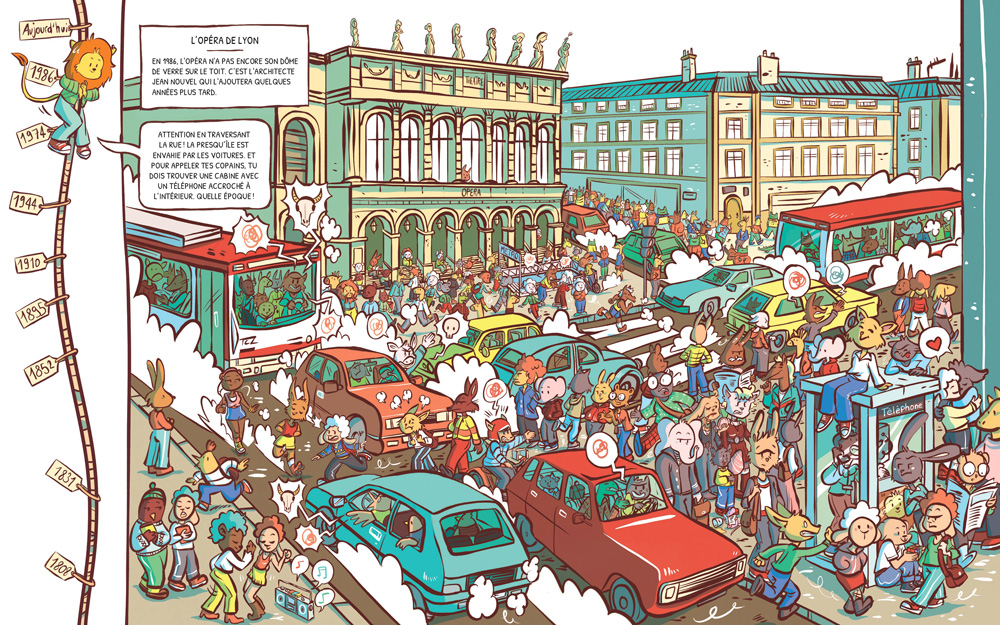 Aujourd'hui
1986
1974
1944
1910
1895
1852
1831
1808
L'OPÉRA DE LYON
EN 1986, L'OPÉRA N'A PAS ENCORE SON DÔME
DE VERRE SUR LE TOIT. C'EST L'ARCHITECTE
JEAN NOUVEL QUI L'AJOUTERA QUELQUES
ANNÉES PLUS TARD.
ATTENTION EN TRAVERSANT
LA RUE ! LA PRESQU'ÎLE EST
ENVAHIE PAR LES VOITURES. ET
POUR APPELER TES COPAINS, TU
DOIS TROUVER UNE CABINE AVEC
UN TÉLÉPHONE ACCROCHÉ À
L'INTÉRIEUR. QUELLE ÉPOQUE !
THÉÂTRE
OPÉRA
TCL
Téléphone